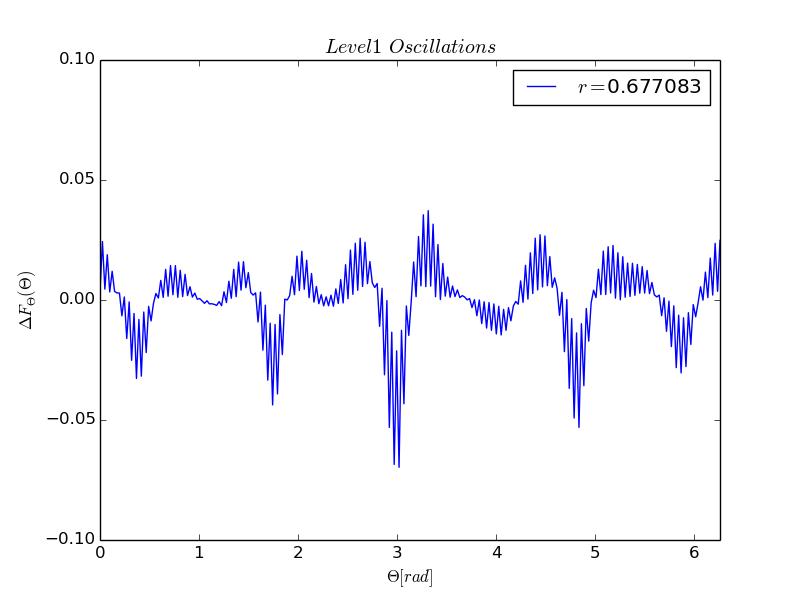 Level1 Oscillations
r=0.677083
0.10
0.05
0.00
−0.05
−0.10
ΔF_Θ(Θ)
0 1 2 3 4 5 6
Θ[rad]